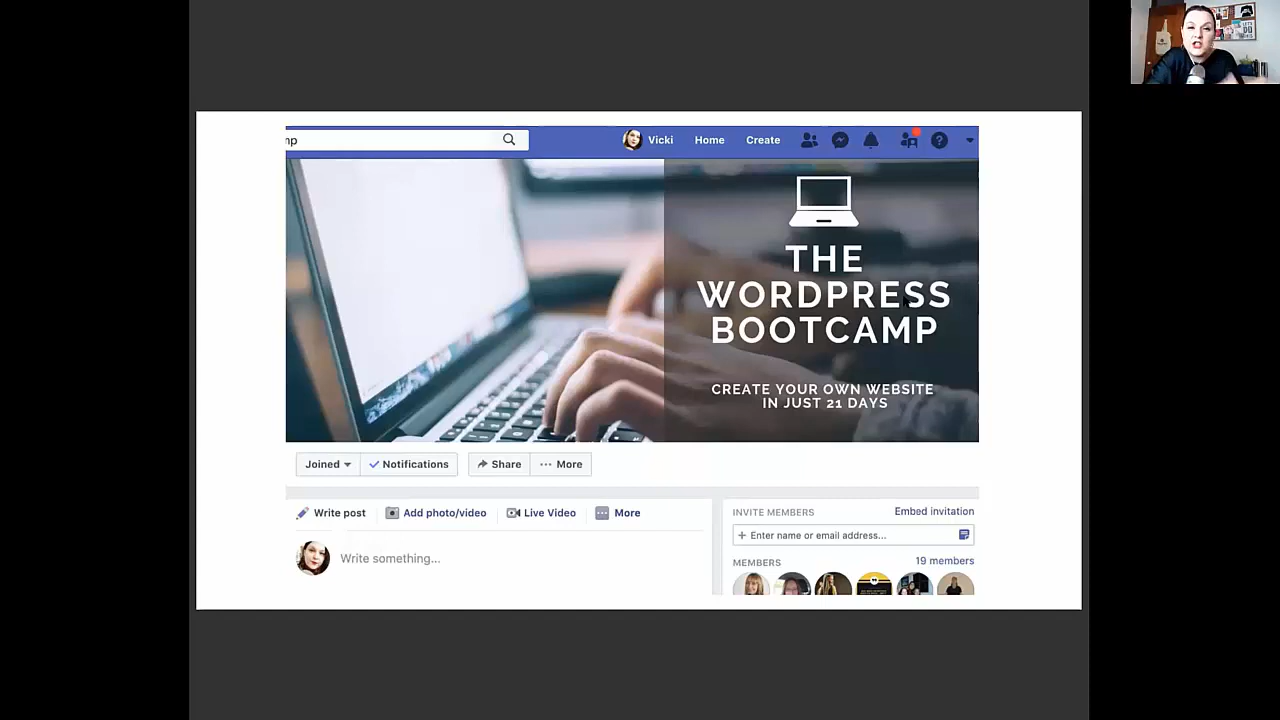 mp
Vicki Home Create
THE
WORDPRESS
BOOTCAMP
CREATE YOUR OWN WEBSITE
IN JUST 21 DAYS
Joined Notifications Share More
Write post Add photo/video Live Video More
Write something...
INVITE MEMBERS Embed invitation
+ Enter name or email address...
MEMBERS 19 members